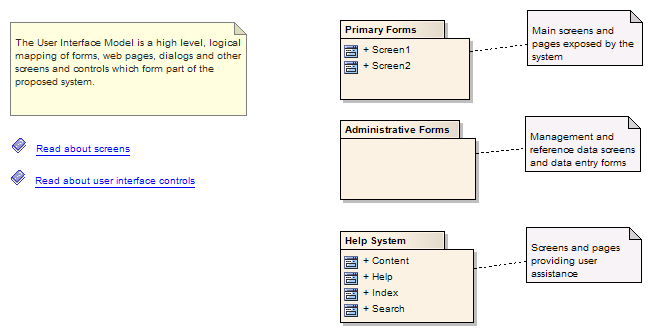 The User Interface Model is a high level, logical
mapping of forms, web pages, dialogs and other
screens and controls which form part of the
proposed system.
Read about screens
Read about user interface controls
Primary Forms
+ Screen1
+ Screen2
Main screens and
pages exposed by the
system
Administrative Forms
Management and
reference data screens
and data entry forms
Help System
+ Content
+ Help
+ Index
+ Search
Screens and pages
providing user
assistance